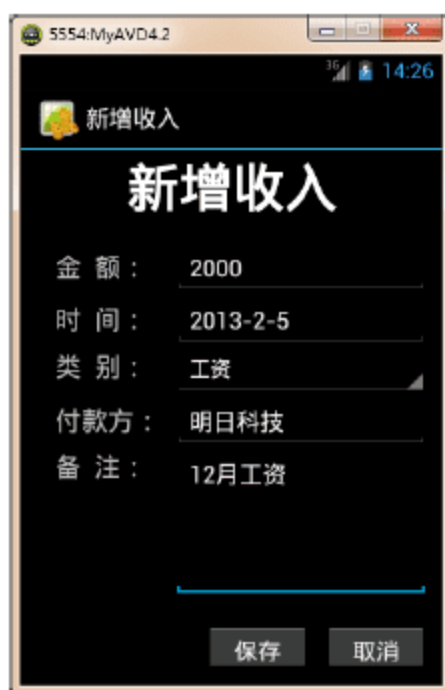 5554:MyAVD4.2
36 14:26
新增收入
新增收入
金 额： 2000
时 间： 2013-2-5
类 别： 工资
付款方： 明日科技
备 注： 12月工资
保存 取消